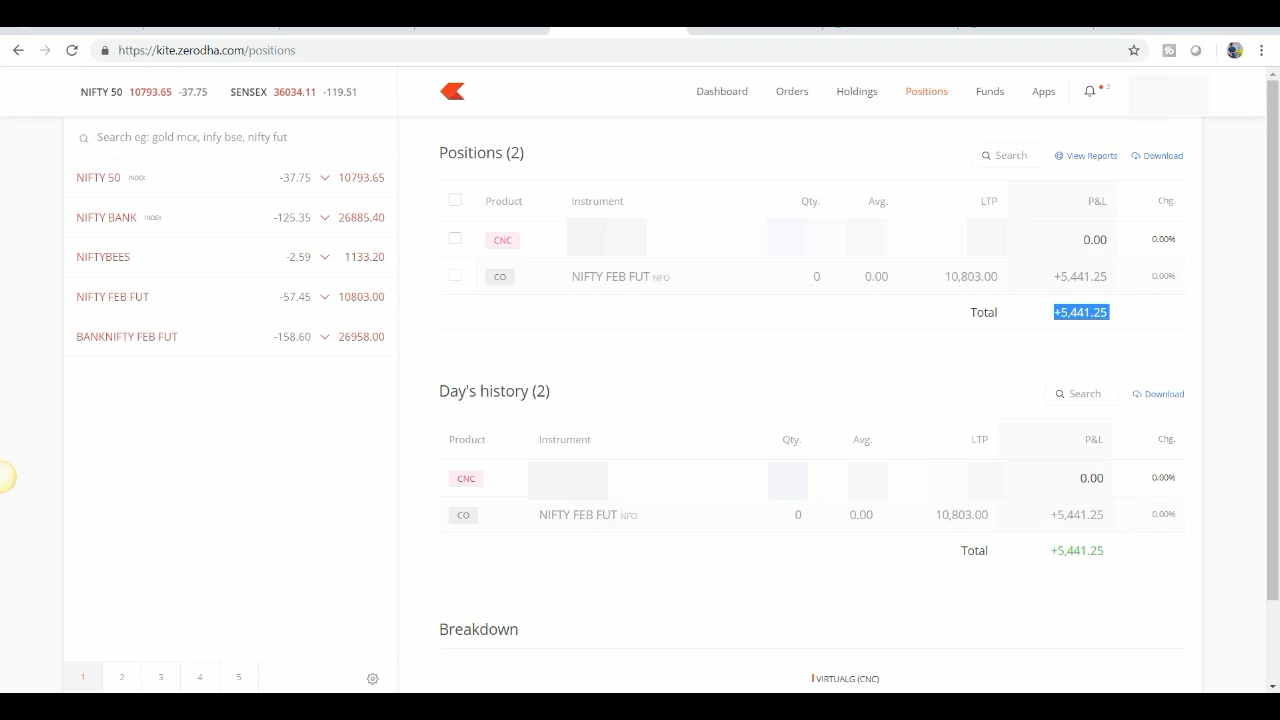 https://kite.zerodha.com/positions
NIFTY 50 10793.65 -37.75 SENSEX 36034.11 -119.51
Dashboard Orders Holdings Positions Funds Apps 2
Search eg: gold mcx, infy bse, nifty fut
NIFTY 50 INDEX -37.75 10793.65
NIFTY BANK INDEX -125.35 26885.40
NIFTYBEES -2.59 1133.20
NIFTY FEB FUT -57.45 10803.00
BANKNIFTY FEB FUT -158.60 26958.00
1 2 3 4 5
Positions (2) Search View Reports Download
Product Instrument Qty. Avg. LTP P&L Chg.
CNC 0.00 0.00%
CO NIFTY FEB FUT NFO 0 0.00 10,803.00 +5,441.25 0.00%
Total +5,441.25
Day's history (2) Search Download
Product Instrument Qty. Avg. LTP P&L Chg.
CNC 0.00 0.00%
CO NIFTY FEB FUT NFO 0 0.00 10,803.00 +5,441.25 0.00%
Total +5,441.25
Breakdown
VIRTUALG (CNC)